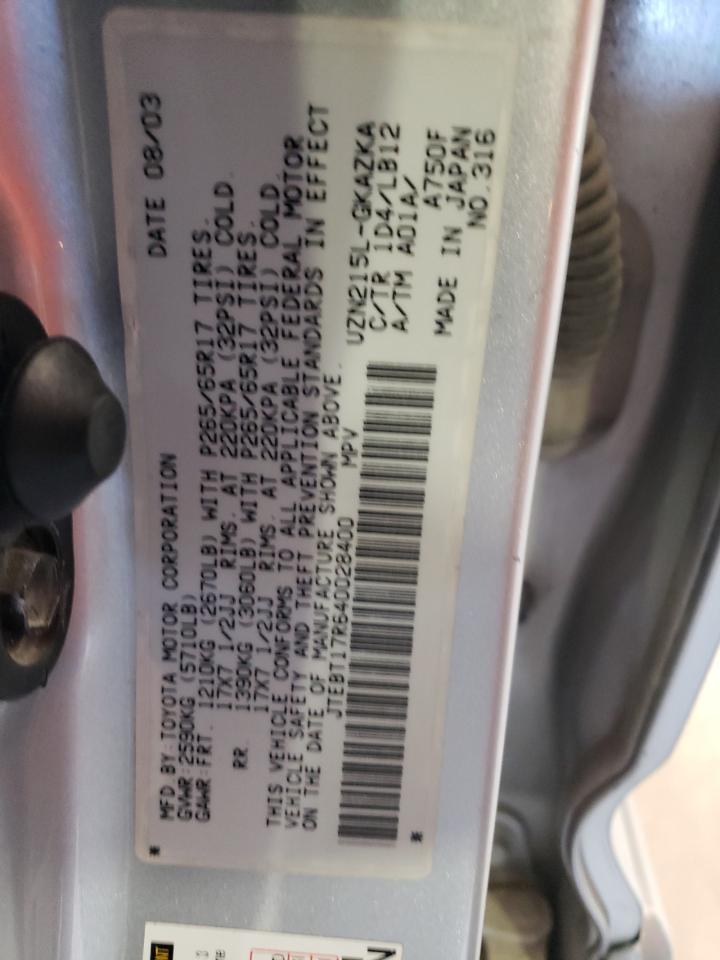 MFD BY:TOYOTA MOTOR CORPORATION DATE 08/03
GVWR:2590KG (5710LB)
GAWR:FRT. 1210KG (2670LB) WITH P265/65R17 TIRES.
17X7 1/2JJ RIMS. AT 220KPA (32PSI) COLD.
RR. 1390KG (3060LB) WITH P265/65R17 TIRES.
17X7 1/2JJ RIMS. AT 220KPA (32PSI) COLD.
THIS VEHICLE CONFORMS TO ALL APPLICABLE FEDERAL MOTOR
VEHICLE SAFETY AND THEFT PREVENTION STANDARDS IN EFFECT
ON THE DATE OF MANUFACTURE SHOWN ABOVE.
JTEBT17R640028400 MPV UZN215L-GKAZKA
C/TR 1D4/LB12
A/TM A01A/ A750F
MADE IN JAPAN
NO.316